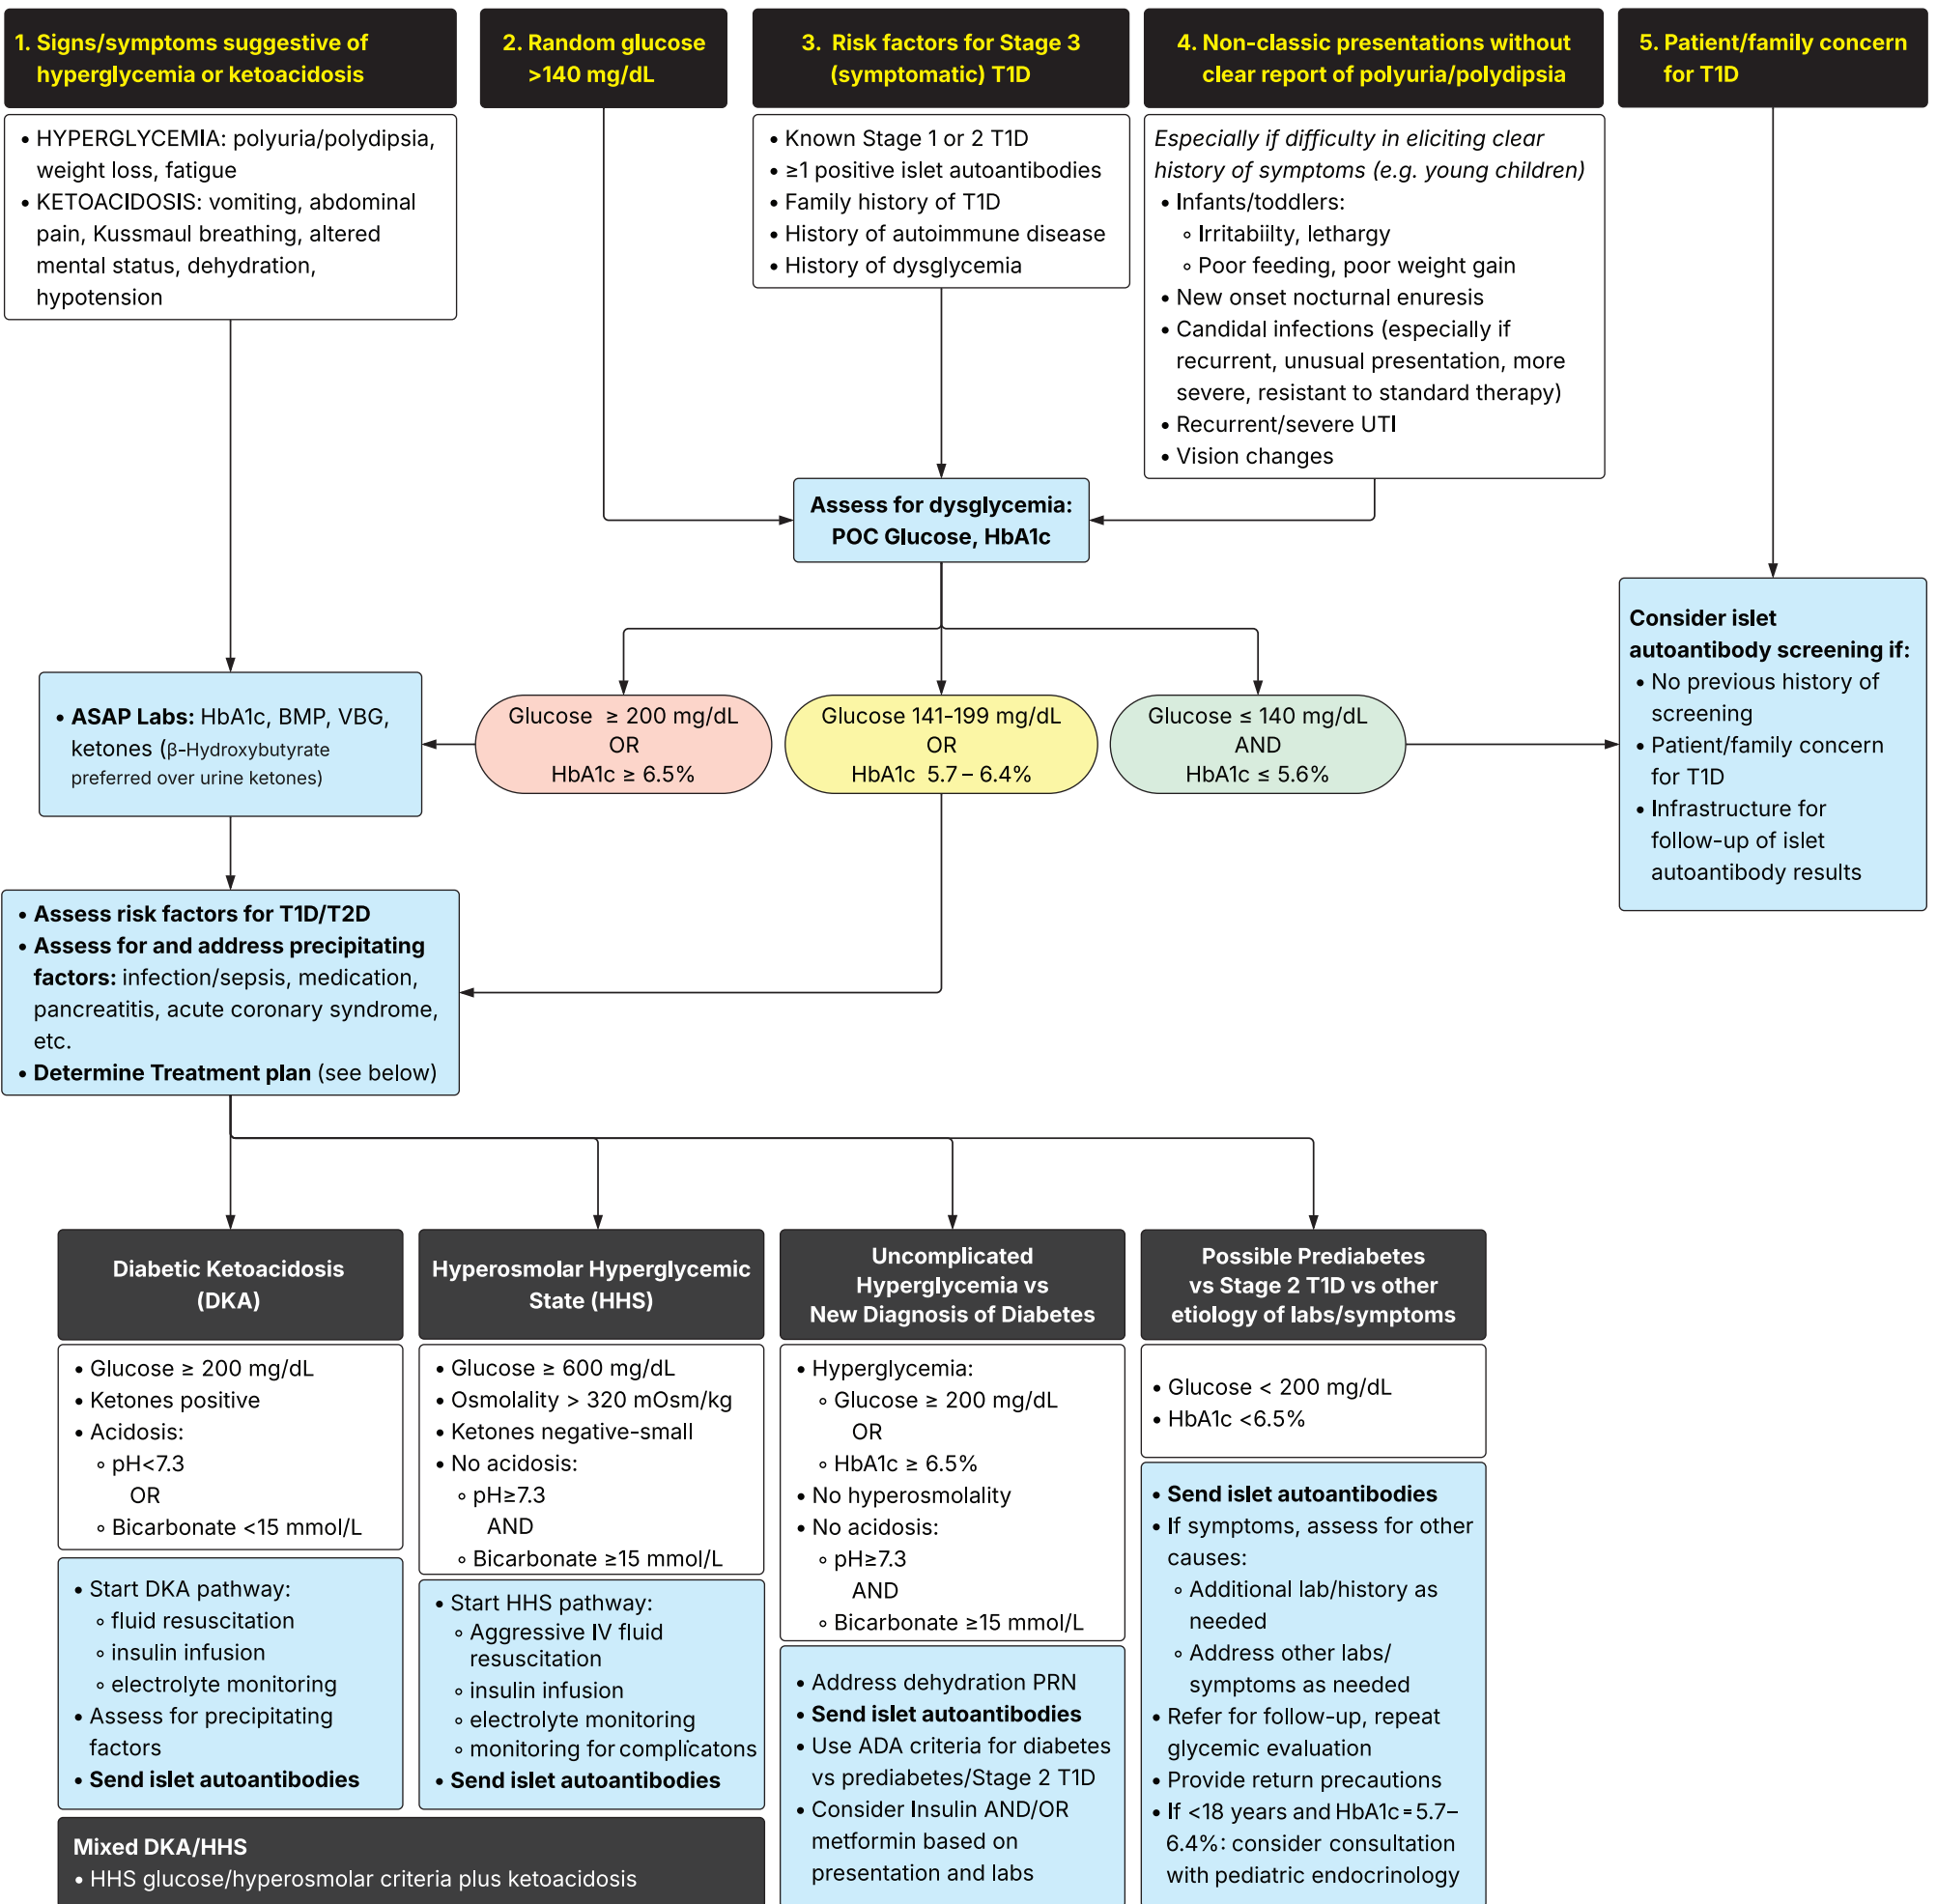 1. Signs/symptoms suggestive of
hyperglycemia or ketoacidosis
2. Random glucose
>140 mg/dL
3. Risk factors for Stage 3
(symptomatic) T1D
4. Non-classic presentations without
clear report of polyuria/polydipsia
5. Patient/family concern
for T1D
• HYPERGLYCEMIA: polyuria/polydipsia,
weight loss, fatigue
• KETOACIDOSIS: vomiting, abdominal
pain, Kussmaul breathing, altered
mental status, dehydration,
hypotension
• Known Stage 1 or 2 T1D
• ≥1 positive islet autoantibodies
• Family history of T1D
• History of autoimmune disease
• History of dysglycemia
Especially if difficulty in eliciting clear
history of symptoms (e.g. young children)
• Infants/toddlers:
◦ Irritabiilty, lethargy
◦ Poor feeding, poor weight gain
• New onset nocturnal enuresis
• Candidal infections (especially if
recurrent, unusual presentation, more
severe, resistant to standard therapy)
• Recurrent/severe UTI
• Vision changes
Assess for dysglycemia:
POC Glucose, HbA1c
Consider islet
autoantibody screening if:
• No previous history of
screening
• Patient/family concern
for T1D
• Infrastructure for
follow-up of islet
autoantibody results
• ASAP Labs: HbA1c, BMP, VBG,
ketones (β-Hydroxybutyrate
preferred over urine ketones)
Glucose ≥ 200 mg/dL
OR
HbA1c ≥ 6.5%
Glucose 141-199 mg/dL
OR
HbA1c 5.7 – 6.4%
Glucose ≤ 140 mg/dL
AND
HbA1c ≤ 5.6%
• Assess risk factors for T1D/T2D
• Assess for and address precipitating
factors: infection/sepsis, medication,
pancreatitis, acute coronary syndrome,
etc.
• Determine Treatment plan (see below)
Diabetic Ketoacidosis
(DKA)
• Glucose ≥ 200 mg/dL
• Ketones positive
• Acidosis:
◦ pH<7.3
OR
◦ Bicarbonate <15 mmol/L
• Start DKA pathway:
◦ fluid resuscitation
◦ insulin infusion
◦ electrolyte monitoring
• Assess for precipitating
factors
• Send islet autoantibodies
Hyperosmolar Hyperglycemic
State (HHS)
• Glucose ≥ 600 mg/dL
• Osmolality > 320 mOsm/kg
• Ketones negative-small
• No acidosis:
◦ pH≥7.3
AND
◦ Bicarbonate ≥15 mmol/L
• Start HHS pathway:
◦ Aggressive IV fluid
resuscitation
◦ insulin infusion
◦ electrolyte monitoring
◦ monitoring for complicatons
• Send islet autoantibodies
Mixed DKA/HHS
• HHS glucose/hyperosmolar criteria plus ketoacidosis
Uncomplicated
Hyperglycemia vs
New Diagnosis of Diabetes
• Hyperglycemia:
◦ Glucose ≥ 200 mg/dL
OR
◦ HbA1c ≥ 6.5%
• No hyperosmolality
• No acidosis:
◦ pH≥7.3
AND
◦ Bicarbonate ≥15 mmol/L
• Address dehydration PRN
• Send islet autoantibodies
• Use ADA criteria for diabetes
vs prediabetes/Stage 2 T1D
• Consider Insulin AND/OR
metformin based on
presentation and labs
Possible Prediabetes
vs Stage 2 T1D vs other
etiology of labs/symptoms
• Glucose < 200 mg/dL
• HbA1c <6.5%
• Send islet autoantibodies
• If symptoms, assess for other
causes:
◦ Additional lab/history as
needed
◦ Address other labs/
symptoms as needed
• Refer for follow-up, repeat
glycemic evaluation
• Provide return precautions
• If <18 years and HbA1c = 5.7–
6.4%: consider consultation
with pediatric endocrinology